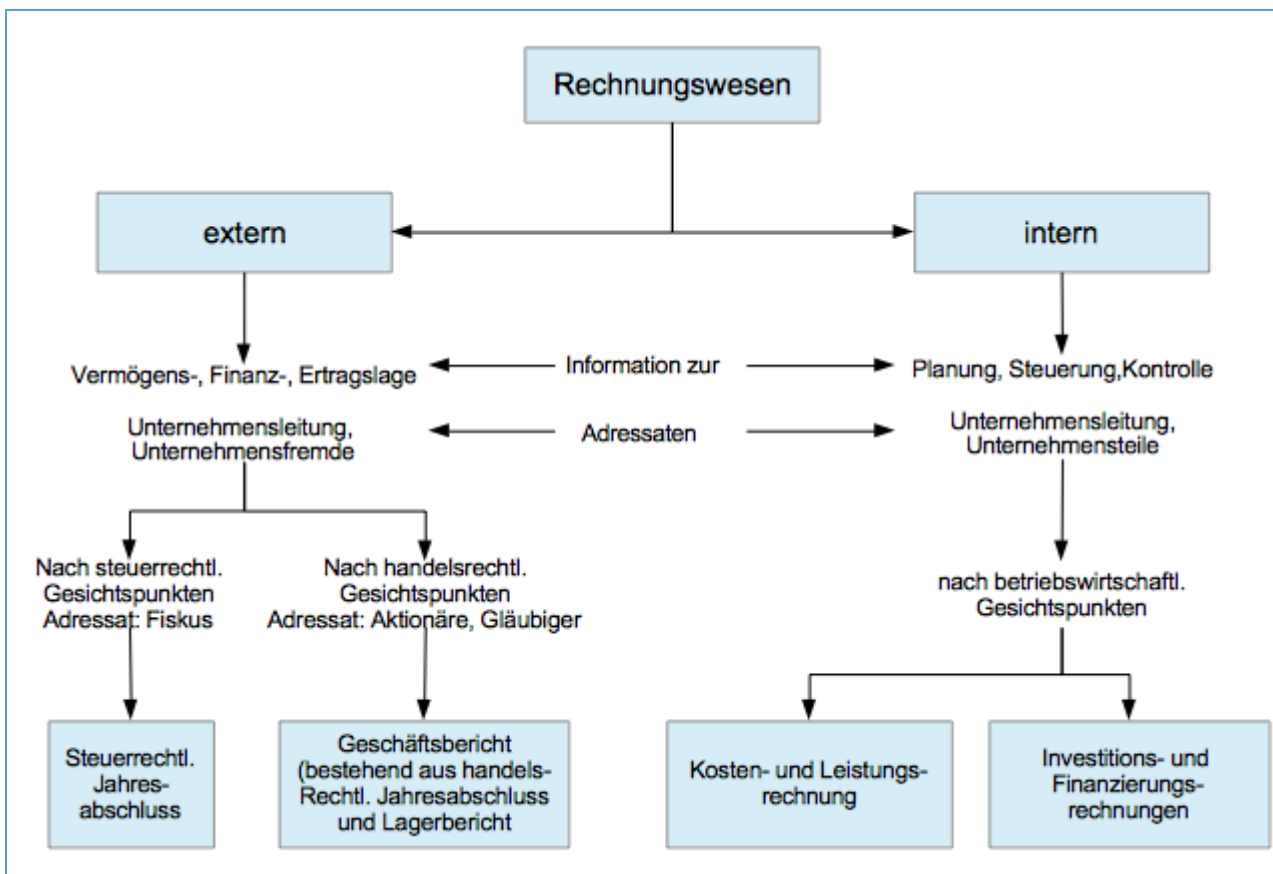 Rechnungswesen
extern
intern
Vermögens-, Finanz-, Ertragslage
Information zur
Planung, Steuerung,Kontrolle
Unternehmensleitung,
Unternehmensfremde
Adressaten
Unternehmensleitung,
Unternehmensteile
Nach steuerrechtl.
Gesichtspunkten
Adressat: Fiskus
Nach handelsrechtl.
Gesichtspunkten
Adressat: Aktionäre, Gläubiger
nach betriebswirtschaftl.
Gesichtspunkten
Steuerrechtl.
Jahres-
abschluss
Geschäftsbericht
(bestehend aus handels-
Rechtl. Jahresabschluss
und Lagerbericht
Kosten- und Leistungs-
rechnung
Investitions- und
Finanzierungs-
rechnungen